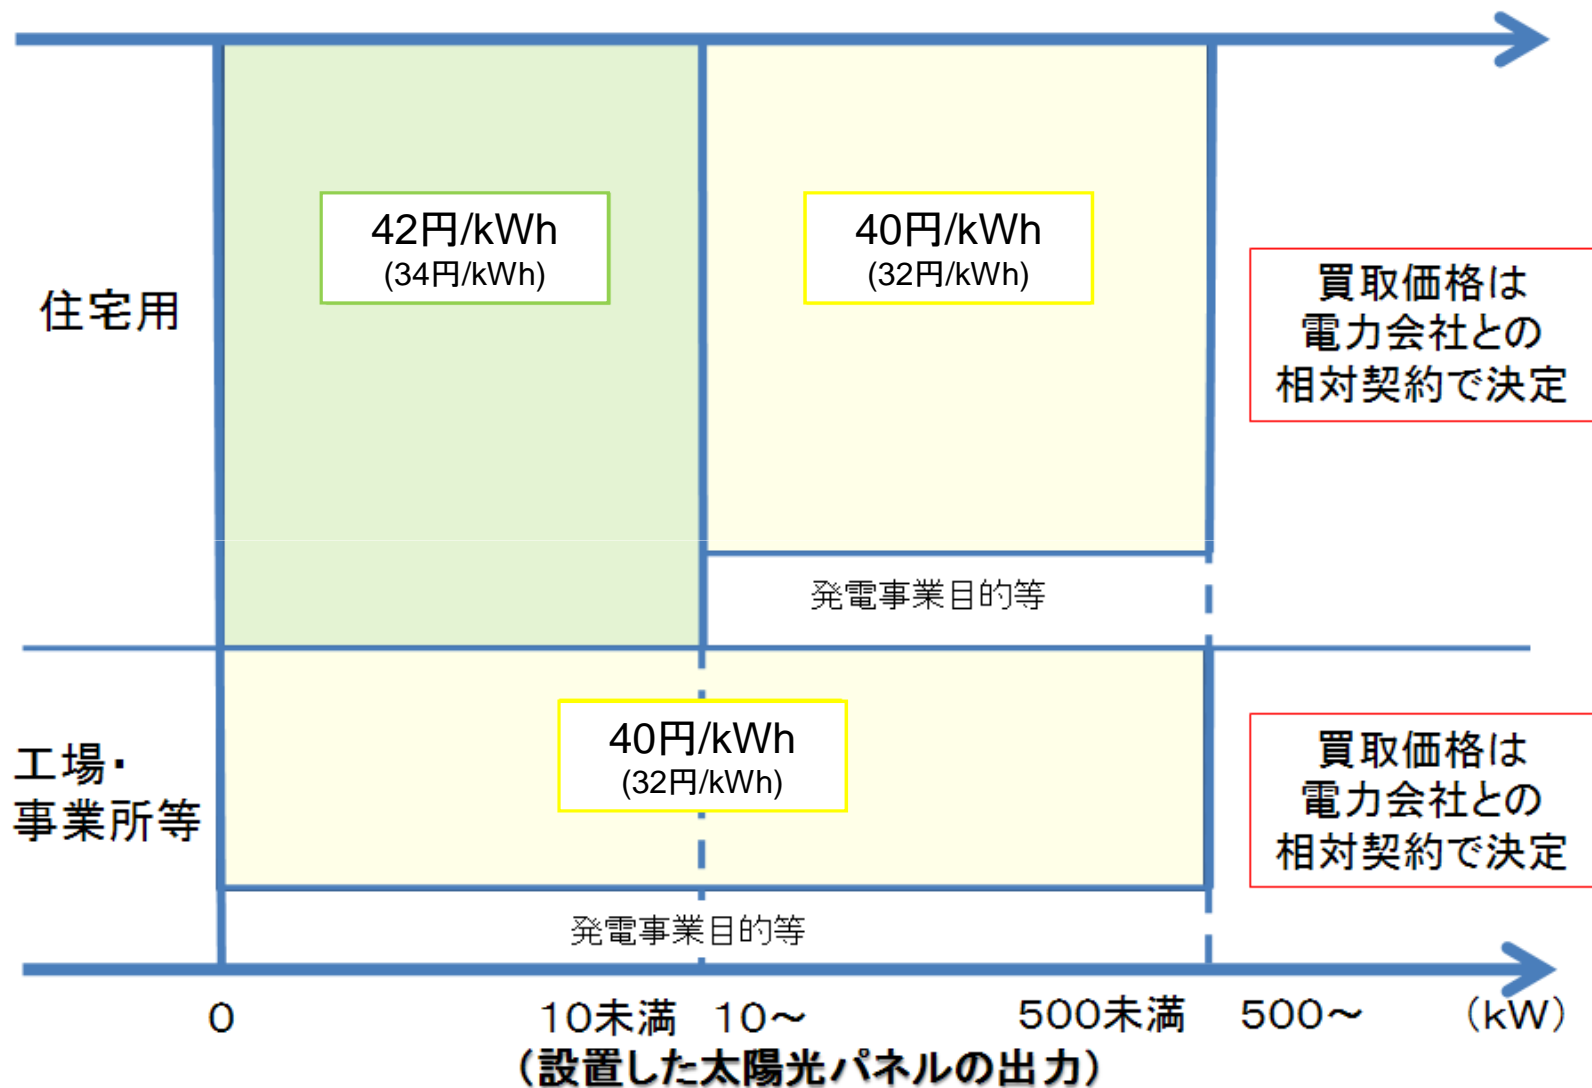 42円/kWh
(34円/kWh)
40円/kWh
(32円/kWh)
住宅用
買取価格は
電力会社との
相対契約で決定
発電事業目的等
40円/kWh
(32円/kWh)
工場・
事業所等
買取価格は
電力会社との
相対契約で決定
発電事業目的等
0 10未満 10～ 500未満 500～ (kW)
(設置した太陽光パネルの出力)